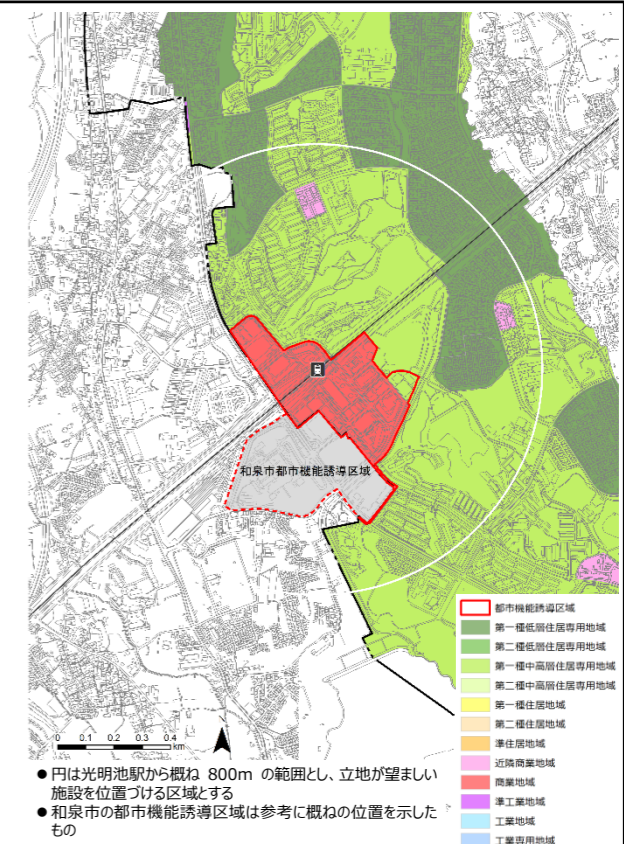 和泉市都市機能誘導区域
都市機能誘導区域
第一種低層住居専用地域
第二種低層住居専用地域
第一種中高層住居専用地域
第二種中高層住居専用地域
第一種住居地域
第二種住居地域
準住居地域
近隣商業地域
商業地域
準工業地域
工業地域
工業専用地域
0 0.1 0.2 0.3 0.4
km
● 円は光明池駅から概ね 800m の範囲とし、立地が望ましい
施設を位置づける区域とする
● 和泉市の都市機能誘導区域は参考に概ねの位置を示した
もの